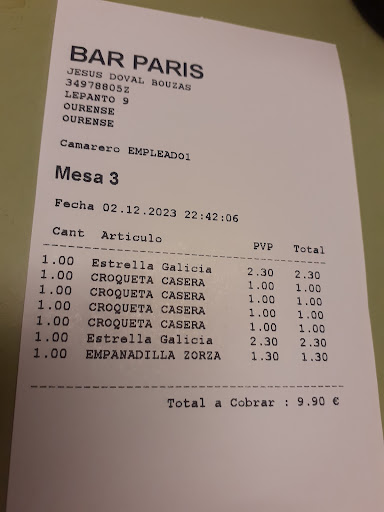 BAR PARIS
JESUS DOVAL BOUZAS
34978805Z
LEPANTO 9
OURENSE
OURENSE
Camarero EMPLEADO1
Mesa 3
Fecha 02.12.2023 22:42:06
Cant Articulo PVP Total
1.00 Estrella Galicia 2.30 2.30
1.00 CROQUETA CASERA 1.00 1.00
1.00 CROQUETA CASERA 1.00 1.00
1.00 CROQUETA CASERA 1.00 1.00
1.00 CROQUETA CASERA 1.00 1.00
1.00 Estrella Galicia 2.30 2.30
1.00 EMPANADILLA ZORZA 1.30 1.30
Total a Cobrar : 9.90 €